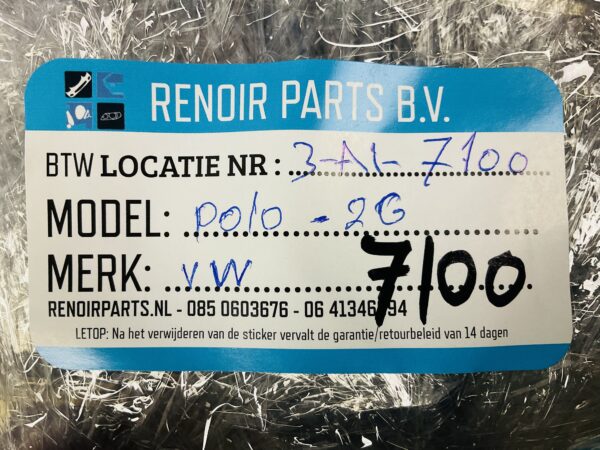 RENOIR PARTS B.V.
BTW LOCATIE NR : 3-A1-7100
MODEL: polo - 2G
MERK: VW
7100
RENOIRPARTS.NL - 085 0603676 - 06
LETOP: Na het verwijderen van de sticker vervalt de garantie/retourbeleid van 14 dagen